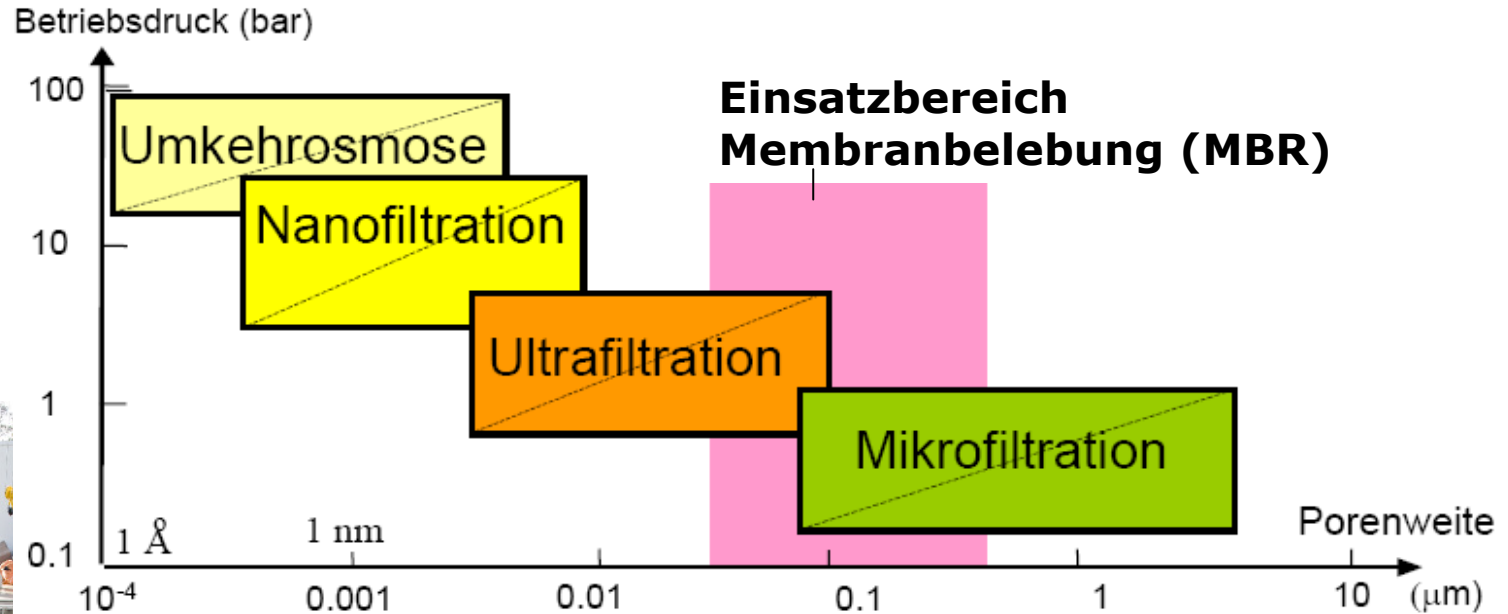 Betriebsdruck (bar)
100
Einsatzbereich
Membranbelebung (MBR)
Umkehrosmose
Nanofiltration
10
Ultrafiltration
1
Mikrofiltration
Porenweite
0.1
1 Å
1 nm
10⁻⁴
0.001
0.01
0.1
1
10
(µm)